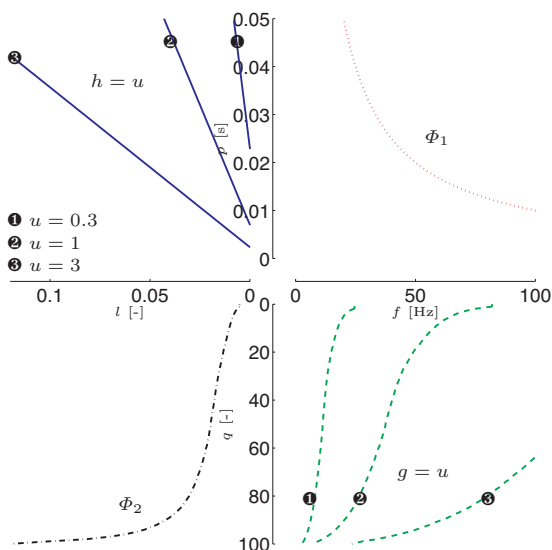 0.05
❸ ❷ ❶
h = u
0.04
0.03
p [s]
0.02
0.01
0
Φ1
❶ u = 0.3
❷ u = 1
❸ u = 3
0.1 0.05 0
l [-]
0 50 100
f [Hz]
0
20
40
q [-]
60
80
100
Φ2
g = u
❶ ❷ ❸